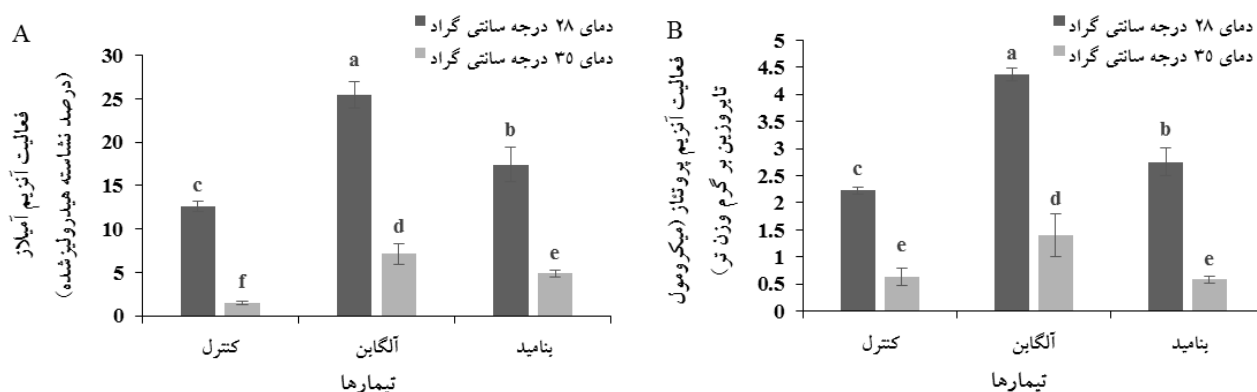 A
دمای ۲۸ درجه سانتی گراد
دمای ۳۵ درجه سانتی گراد
فعالیت آنزیم آمیلاز
(درصد نشاسته هیدرولیزشده)
30
25
20
15
10
5
0
c
f
a
d
b
e
کنترل
آلگابن
بنامید
تیمارها
B
دمای ۲۸ درجه سانتی گراد
دمای ۳۵ درجه سانتی گراد
فعالیت آنزیم پروتئاز (میکرومول
تایروزین بر گرم وزن تر)
5
4.5
4
3.5
3
2.5
2
1.5
1
0.5
0
c
e
a
d
b
e
کنترل
آلگابن
بنامید
تیمارها